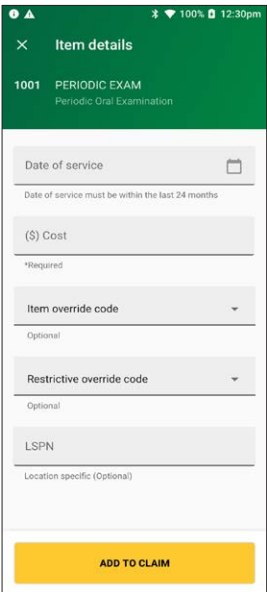 100% 12:30pm
Item details
1001 PERIODIC EXAM
Periodic Oral Examination
Date of service
Date of service must be within the last 24 months
($) Cost
*Required
Item override code
Optional
Restrictive override code
Optional
LSPN
Location specific (Optional)
ADD TO CLAIM